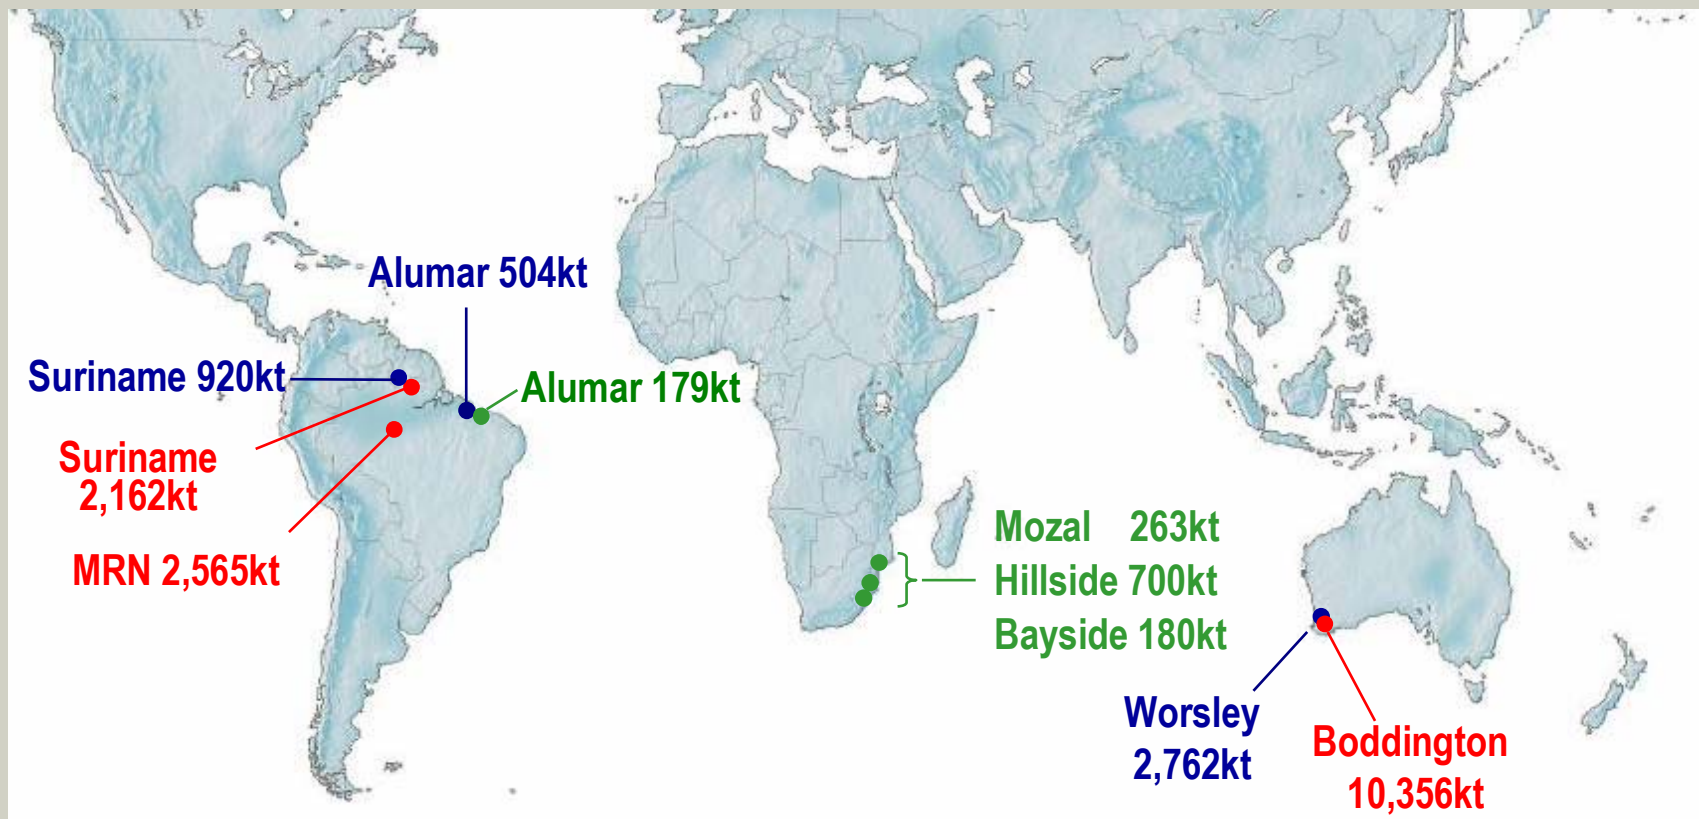 Alumar 504kt
Suriname 920kt
Alumar 179kt
Suriname
2,162kt
MRN 2,565kt
Mozal 263kt
Hillside 700kt
Bayside 180kt
Worsley
2,762kt
Boddington
10,356kt